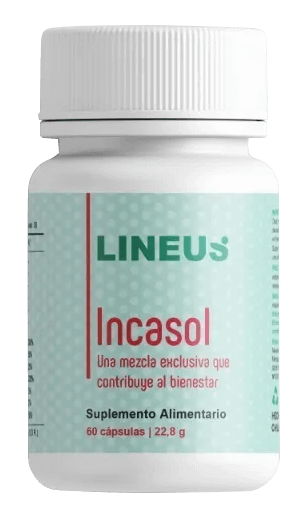 LINEUS
Incasol
Una mezcla exclusiva que
contribuye al bienestar
Suplemento Alimentario
60 cápsulas | 22,8 g